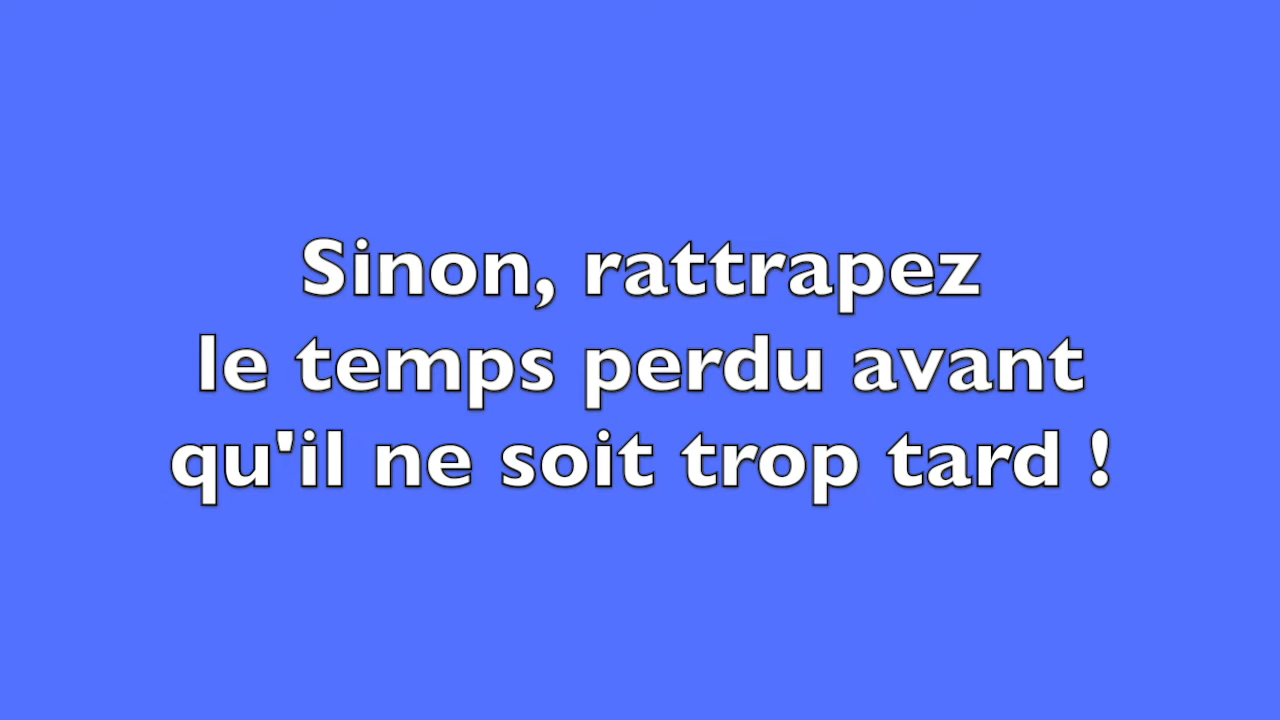 Sinon, rattrapez
le temps perdu avant
qu'il ne soit trop tard !